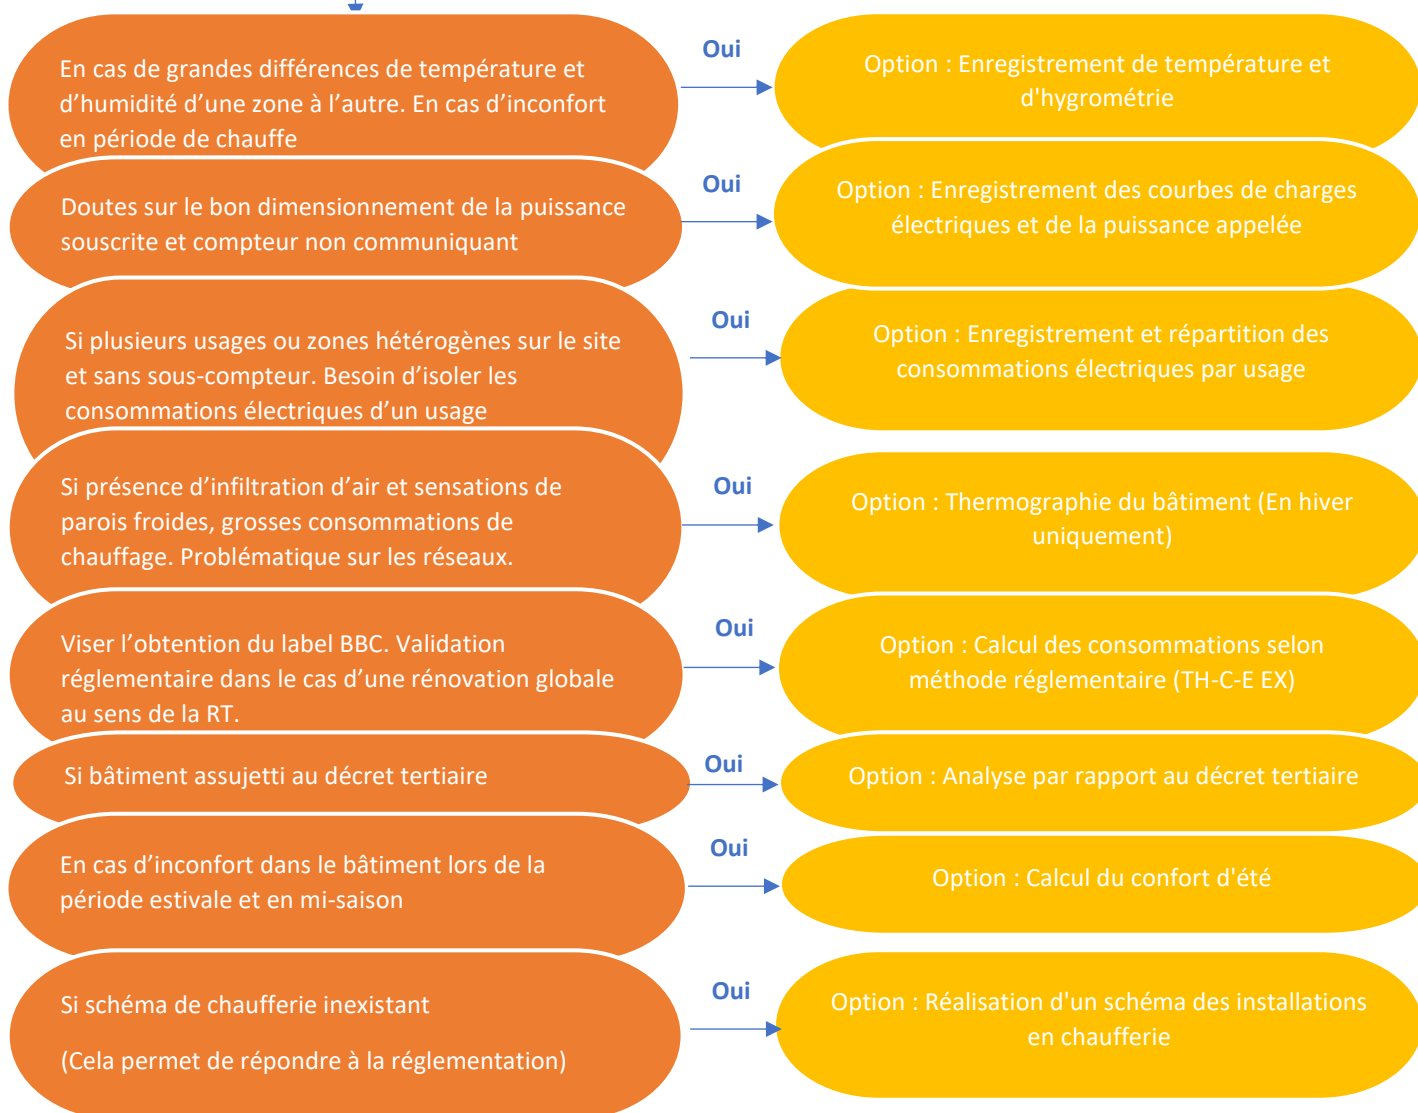 En cas de grandes différences de température et
d’humidité d’une zone à l’autre. En cas d’inconfort
en période de chauffe
Oui
Option : Enregistrement de température et
d'hygrométrie
Doutes sur le bon dimensionnement de la puissance
souscrite et compteur non communiquant
Oui
Option : Enregistrement des courbes de charges
électriques et de la puissance appelée
Si plusieurs usages ou zones hétérogènes sur le site
et sans sous-compteur. Besoin d’isoler les
consommations électriques d’un usage
Oui
Option : Enregistrement et répartition des
consommations électriques par usage
Si présence d’infiltration d’air et sensations de
parois froides, grosses consommations de
chauffage. Problématique sur les réseaux.
Oui
Option : Thermographie du bâtiment (En hiver
uniquement)
Viser l’obtention du label BBC. Validation
réglementaire dans le cas d’une rénovation globale
au sens de la RT.
Oui
Option : Calcul des consommations selon
méthode réglementaire (TH-C-E EX)
Si bâtiment assujetti au décret tertiaire
Oui
Option : Analyse par rapport au décret tertiaire
En cas d’inconfort dans le bâtiment lors de la
période estivale et en mi-saison
Oui
Option : Calcul du confort d'été
Si schéma de chaufferie inexistant
(Cela permet de répondre à la réglementation)
Oui
Option : Réalisation d'un schéma des installations
en chaufferie